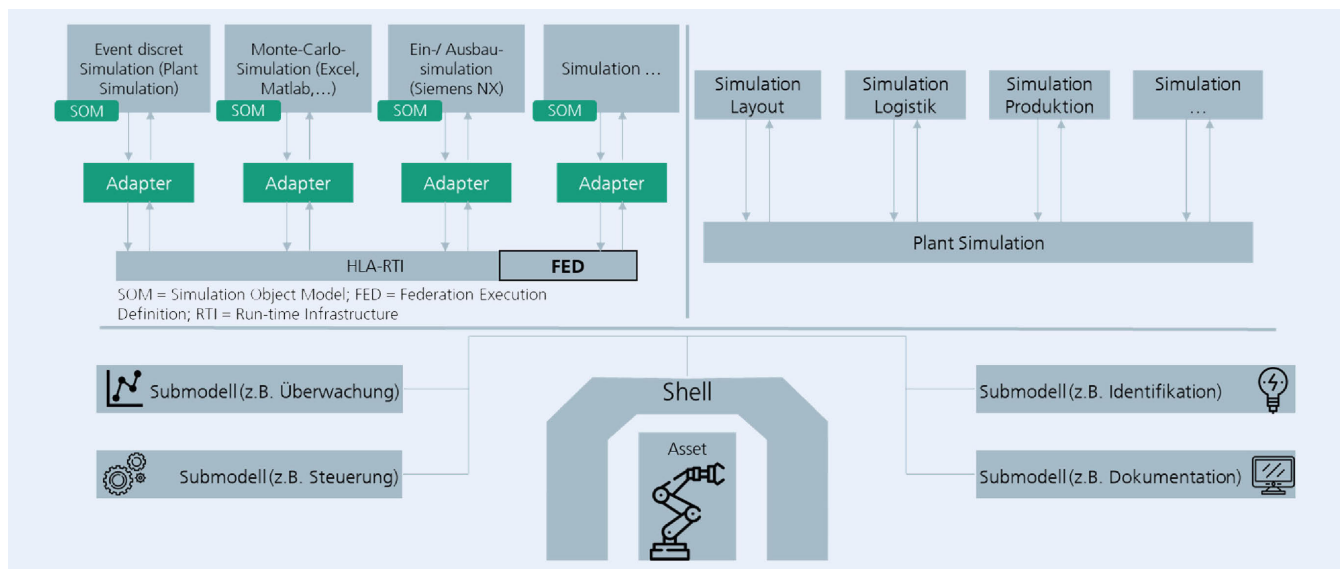 Event discret
Simulation (Plant
Simulation)
SOM
Monte-Carlo-
Simulation (Excel,
Matlab,...)
SOM
Ein-/ Ausbau-
simulation
(Siemens NX)
SOM
Simulation ...
SOM
Adapter
Adapter
Adapter
Adapter
HLA-RTI
FED
SOM = Simulation Object Model; FED = Federation Execution
Definition; RTI = Run-time Infrastructure
Simulation
Layout
Simulation
Logistik
Simulation
Produktion
Simulation
...
Plant Simulation
Submodell (z.B. Überwachung)
Submodell (z.B. Steuerung)
Shell
Asset
Submodell (z.B. Identifikation)
Submodell (z.B. Dokumentation)